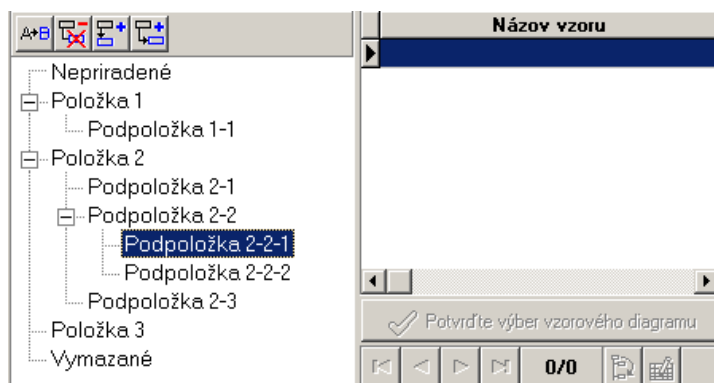 A→B
Nepriradené
Položka 1
Podpoložka 1-1
Položka 2
Podpoložka 2-1
Podpoložka 2-2
Podpoložka 2-2-1
Podpoložka 2-2-2
Podpoložka 2-3
Položka 3
Vymazané
Názov vzoru
Potvrďte výber vzorového diagramu
0/0